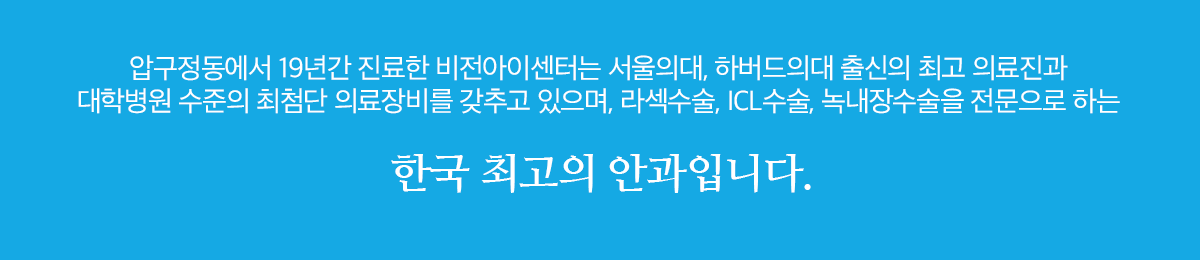 압구정동에서 19년간 진료한 비전아이센터는 서울의대, 하버드의대 출신의 최고 의료진과
대학병원 수준의 최첨단 의료장비를 갖추고 있으며, 라섹수술, ICL수술, 녹내장수술을 전문으로 하는
한국 최고의 안과입니다.